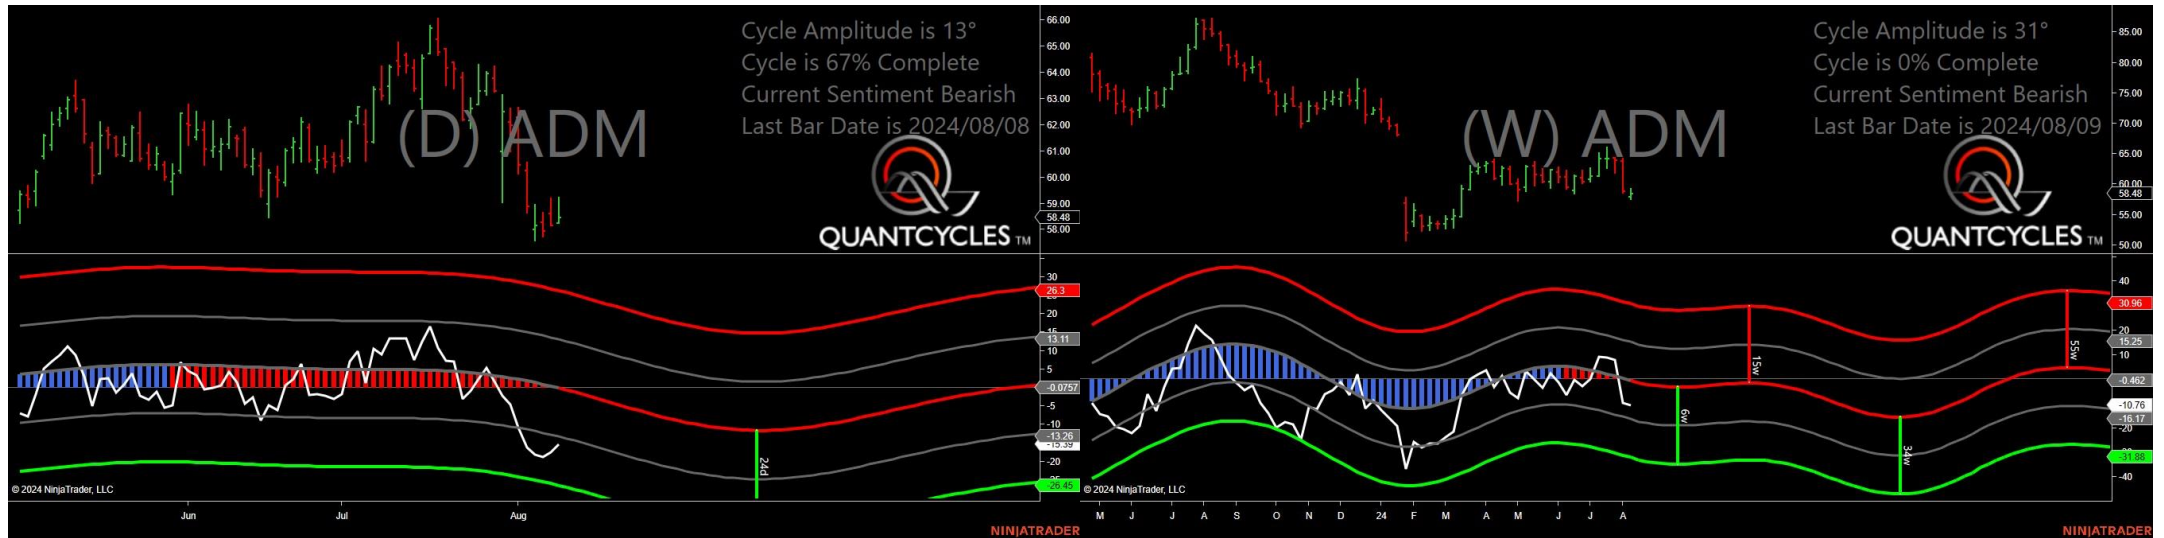 Cycle Amplitude is 13°
Cycle is 67% Complete
Current Sentiment Bearish
Last Bar Date is 2024/08/08
(D) ADM
QUANTCYCLES TM
66.00
65.00
64.00
63.00
62.00
61.00
60.00
59.00
58.48
58.00
30
26.3
20
15
13.11
10
5
-0.0757
-5
-10
-13.26
-15.39
-20
-26.45
24d
© 2024 NinjaTrader, LLC
Jun
Jul
Aug
NINJATRADER
Cycle Amplitude is 31°
Cycle is 0% Complete
Current Sentiment Bearish
Last Bar Date is 2024/08/09
(W) ADM
QUANTCYCLES TM
85.00
80.00
75.00
70.00
65.00
60.00
58.48
55.00
50.00
40
30.96
20
15.25
10
-0.462
-10.76
-16.17
-20
-31.88
-40
6w
15w
34w
55w
© 2024 NinjaTrader, LLC
M J J A S O N D 24 F M A M J J A
NINJATRADER